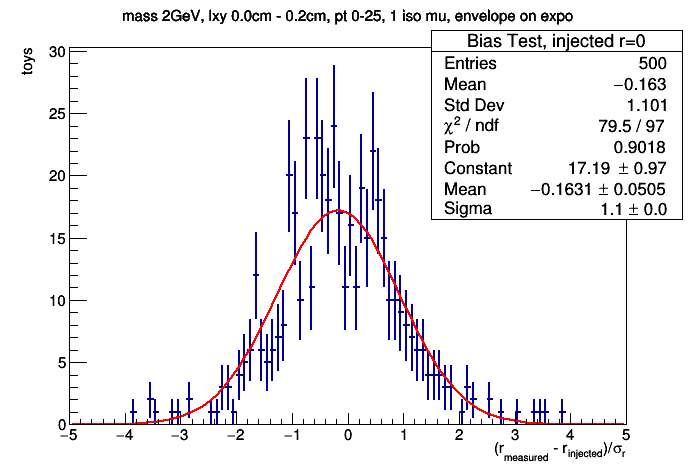 mass 2GeV, lxy 0.0cm - 0.2cm, pt 0-25, 1 iso mu, envelope on expo
Bias Test, injected r=0
Entries 500
Mean −0.163
Std Dev 1.101
χ² / ndf 79.5 / 97
Prob 0.9018
Constant 17.19 ± 0.97
Mean −0.1631 ± 0.0505
Sigma 1.1 ± 0.0
toys
30
25
20
15
10
5
0
−5 −4 −3 −2 −1 0 1 2 3 4 5
(r_measured - r_injected)/σ_r